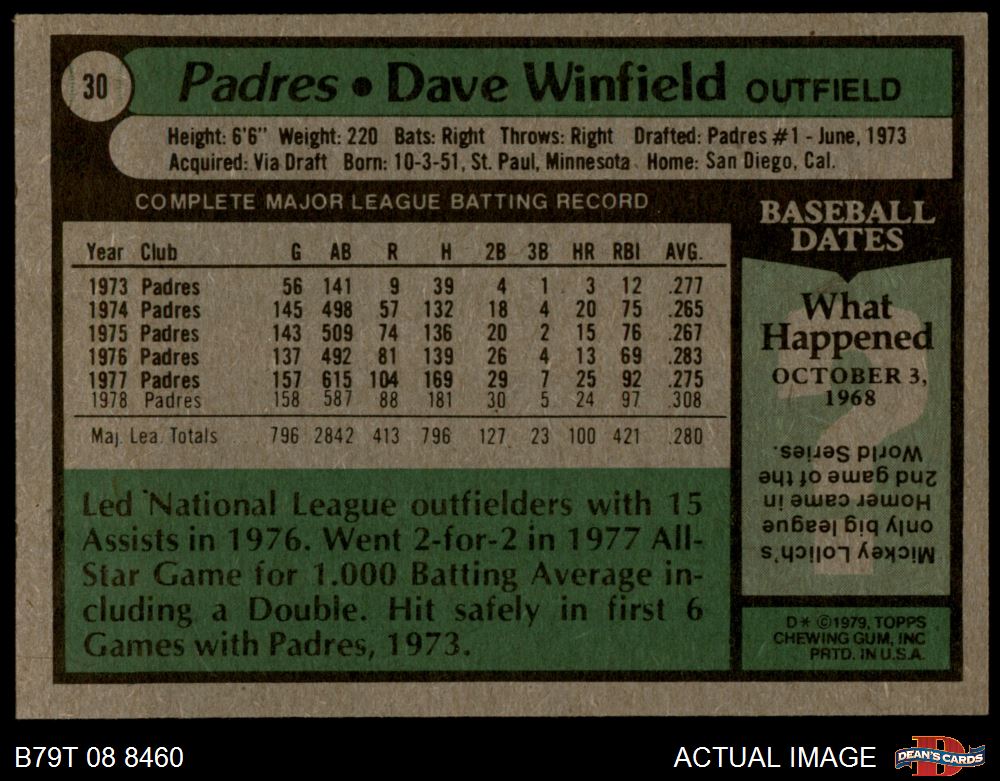 30
Padres • Dave Winfield OUTFIELD
Height: 6'6" Weight: 220 Bats: Right Throws: Right Drafted: Padres #1 - June, 1973
Acquired: Via Draft Born: 10-3-51, St. Paul, Minnesota Home: San Diego, Cal.
COMPLETE MAJOR LEAGUE BATTING RECORD
Year Club G AB R H 2B 3B HR RBI AVG.
1973 Padres 56 141 9 39 4 1 3 12 .277
1974 Padres 145 498 57 132 18 4 20 75 .265
1975 Padres 143 509 74 136 20 2 15 76 .267
1976 Padres 137 492 81 139 26 4 13 69 .283
1977 Padres 157 615 104 169 29 7 25 92 .275
1978 Padres 158 587 88 181 30 5 24 97 .308
Maj. Lea. Totals 796 2842 413 796 127 23 100 421 .280
Led National League outfielders with 15
Assists in 1976. Went 2-for-2 in 1977 All-
Star Game for 1.000 Batting Average in-
cluding a Double. Hit safely in first 6
Games with Padres, 1973.
BASEBALL
DATES
What
Happened
OCTOBER 3,
1968
Mickey Lolich's
only big league
Homer came in
2nd game of the
World Series.
D* ©1979, TOPPS
CHEWING GUM, INC
PRTD. IN U.S.A.
B79T 08 8460
ACTUAL IMAGE
DEAN'S CARDS